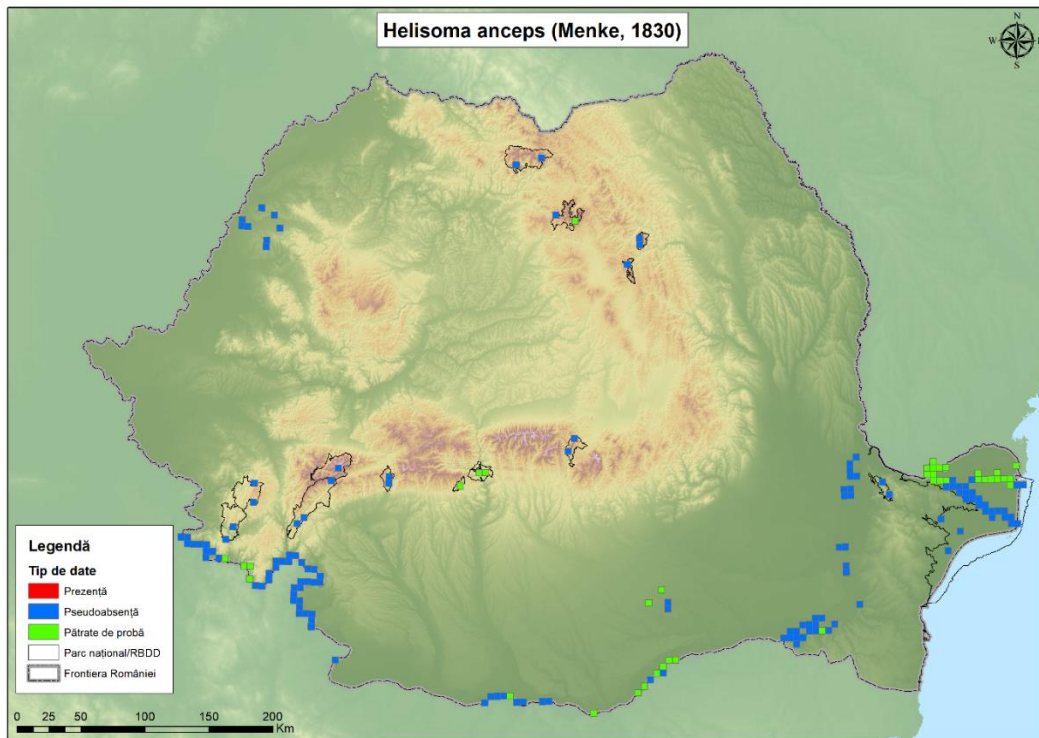 Helisoma anceps (Menke, 1830)
N
W
S
Legendă
Tip de date
Prezență
Pseudoabsență
Pătrate de probă
Parc național/RBDD
Frontiera României
0 50 100 150 200
Km